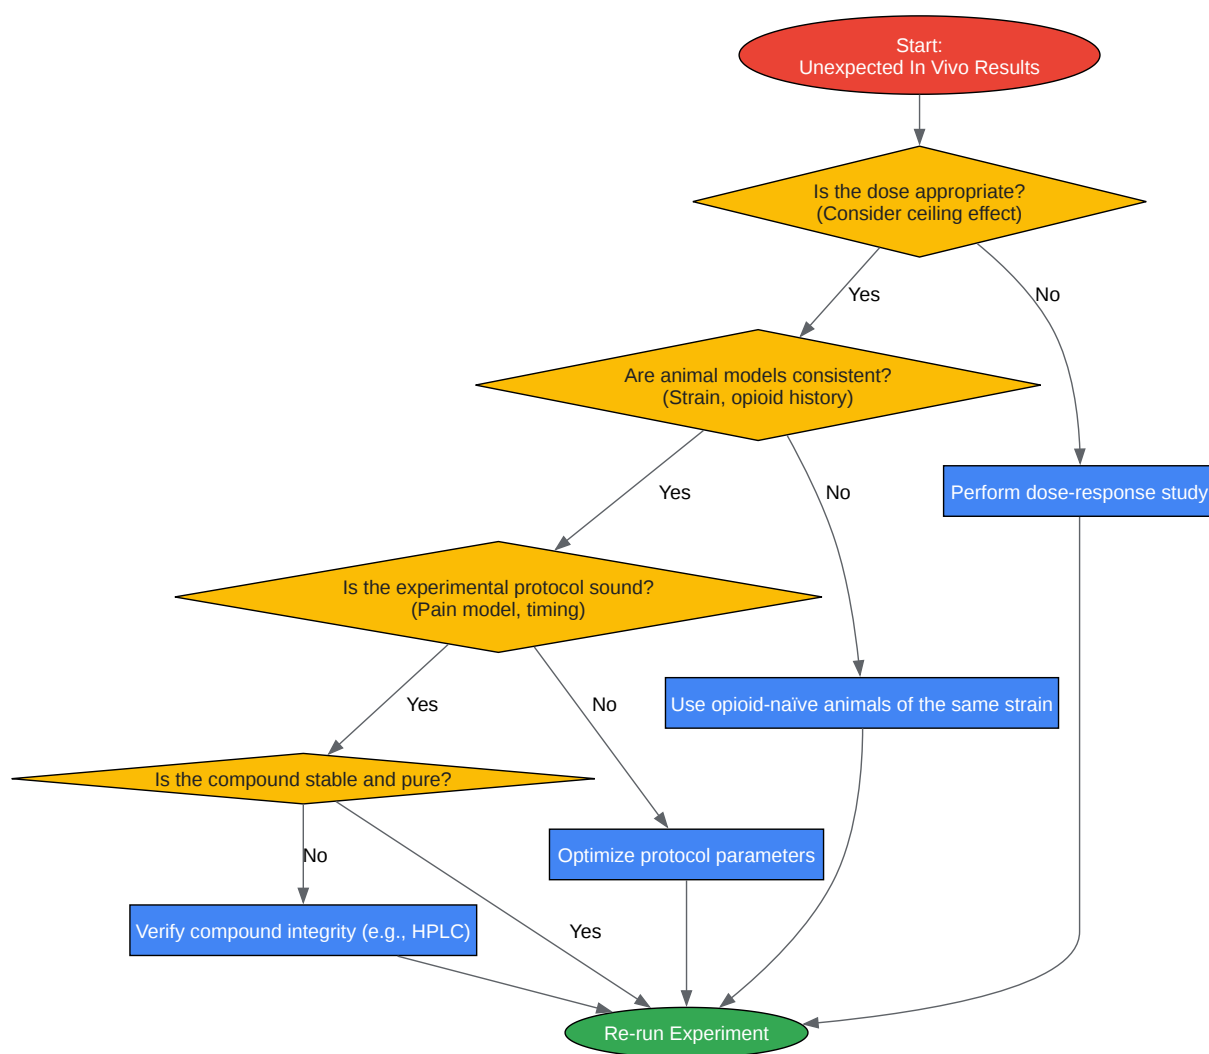 Start:
Unexpected In Vivo Results
Is the dose appropriate?
(Consider ceiling effect)
Yes
No
Are animal models consistent?
(Strain, opioid history)
Yes
No
Perform dose-response study
Is the experimental protocol sound?
(Pain model, timing)
Yes
No
Use opioid-naïve animals of the same strain
Is the compound stable and pure?
No
Optimize protocol parameters
Verify compound integrity (e.g., HPLC)
Yes
Re-run Experiment